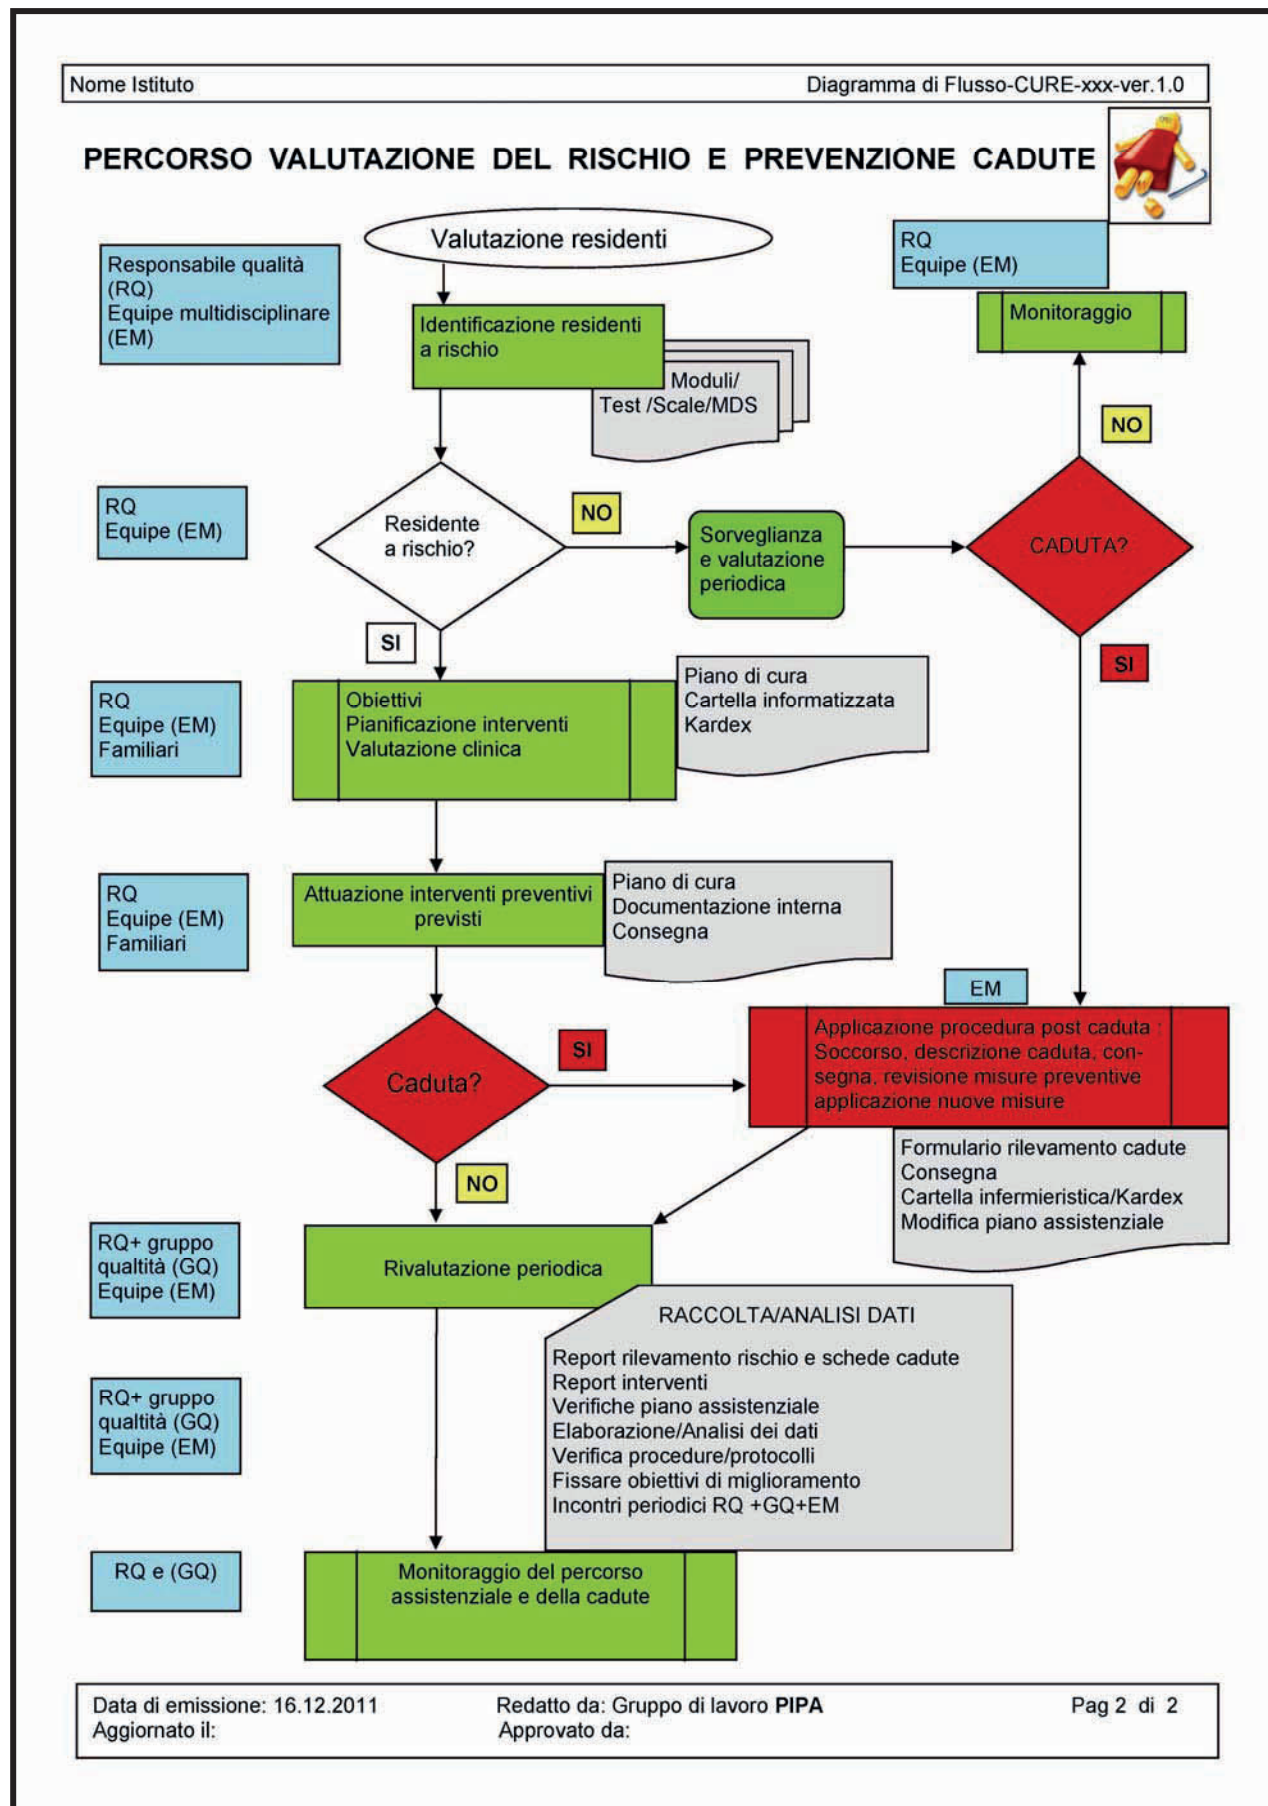 Nome Istituto
Diagramma di Flusso-CURE-xxx-ver.1.0
PERCORSO VALUTAZIONE DEL RISCHIO E PREVENZIONE CADUTE
Valutazione residenti
RQ
Equipe (EM)
Responsabile qualità
(RQ)
Equipe multidisciplinare
(EM)
Identificazione residenti
a rischio
Monitoraggio
Moduli/
Test /Scale/MDS
NO
RQ
Equipe (EM)
Residente
a rischio?
NO
Sorveglianza
e valutazione
periodica
CADUTA?
SI
SI
RQ
Equipe (EM)
Familiari
Obiettivi
Pianificazione interventi
Valutazione clinica
Piano di cura
Cartella informatizzata
Kardex
RQ
Equipe (EM)
Familiari
Attuazione interventi preventivi
previsti
Piano di cura
Documentazione interna
Consegna
EM
Caduta?
SI
Applicazione procedura post caduta :
Soccorso, descrizione caduta, con-
segna, revisione misure preventive
applicazione nuove misure
NO
Formulario rilevamento cadute
Consegna
Cartella infermieristica/Kardex
Modifica piano assistenziale
RQ+ gruppo
qualtità (GQ)
Equipe (EM)
Rivalutazione periodica
RACCOLTA/ANALISI DATI
Report rilevamento rischio e schede cadute
Report interventi
Verifiche piano assistenziale
Elaborazione/Analisi dei dati
Verifica procedure/protocolli
Fissare obiettivi di miglioramento
Incontri periodici RQ +GQ+EM
RQ+ gruppo
qualtità (GQ)
Equipe (EM)
RQ e (GQ)
Monitoraggio del percorso
assistenziale e della cadute
Data di emissione: 16.12.2011
Redatto da: Gruppo di lavoro PIPA
Pag 2 di 2
Aggiornato il:
Approvato da: